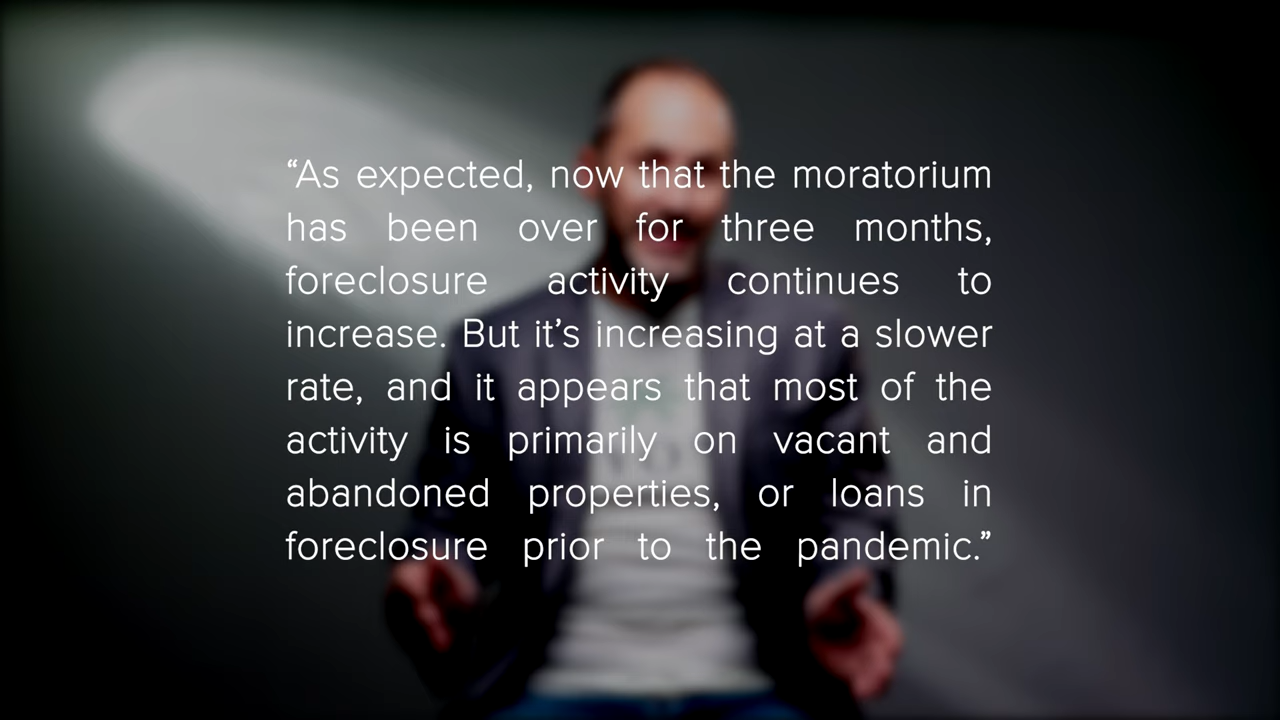 “As expected, now that the moratorium
has been over for three months,
foreclosure activity continues to
increase. But it’s increasing at a slower
rate, and it appears that most of the
activity is primarily on vacant and
abandoned properties, or loans in
foreclosure prior to the pandemic.”